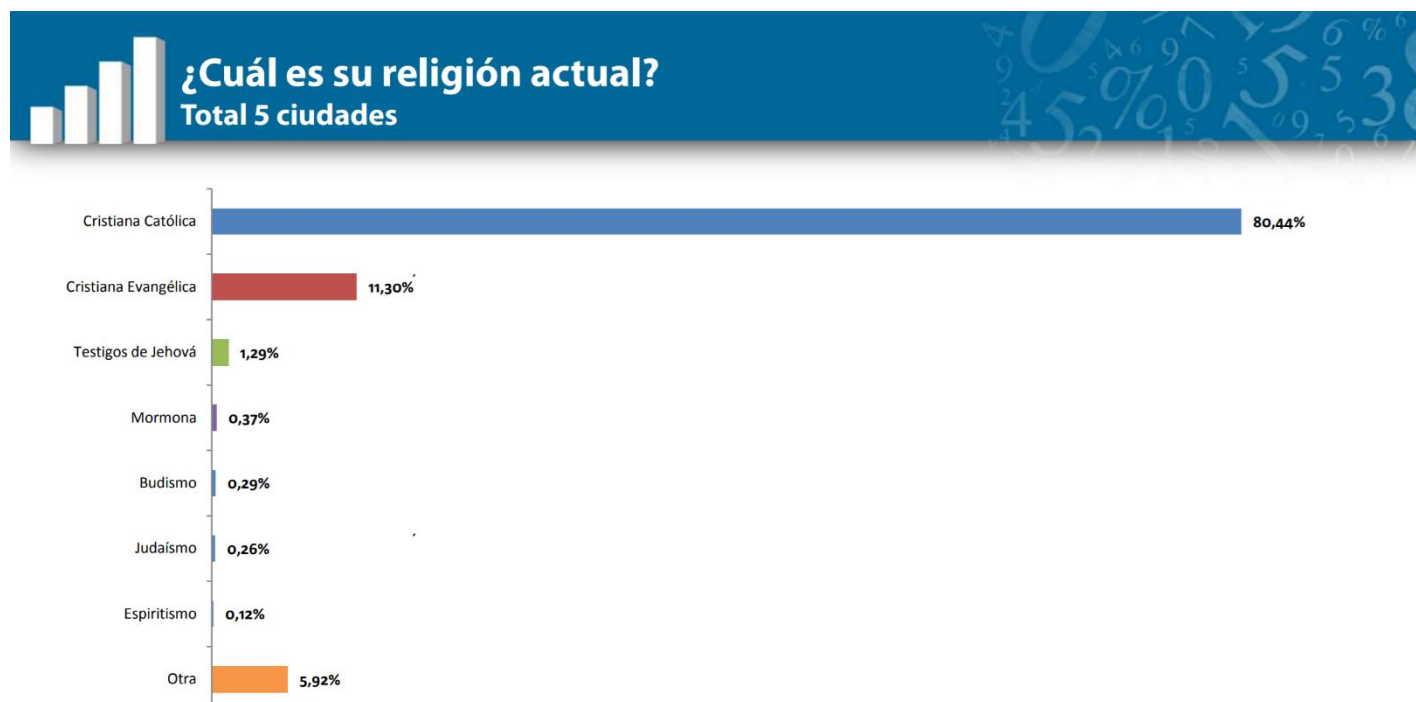 ¿Cuál es su religión actual?
Total 5 ciudades
Cristiana Católica 80,44%
Cristiana Evangélica 11,30%
Testigos de Jehová 1,29%
Mormona 0,37%
Budismo 0,29%
Judaísmo 0,26%
Espiritismo 0,12%
Otra 5,92%